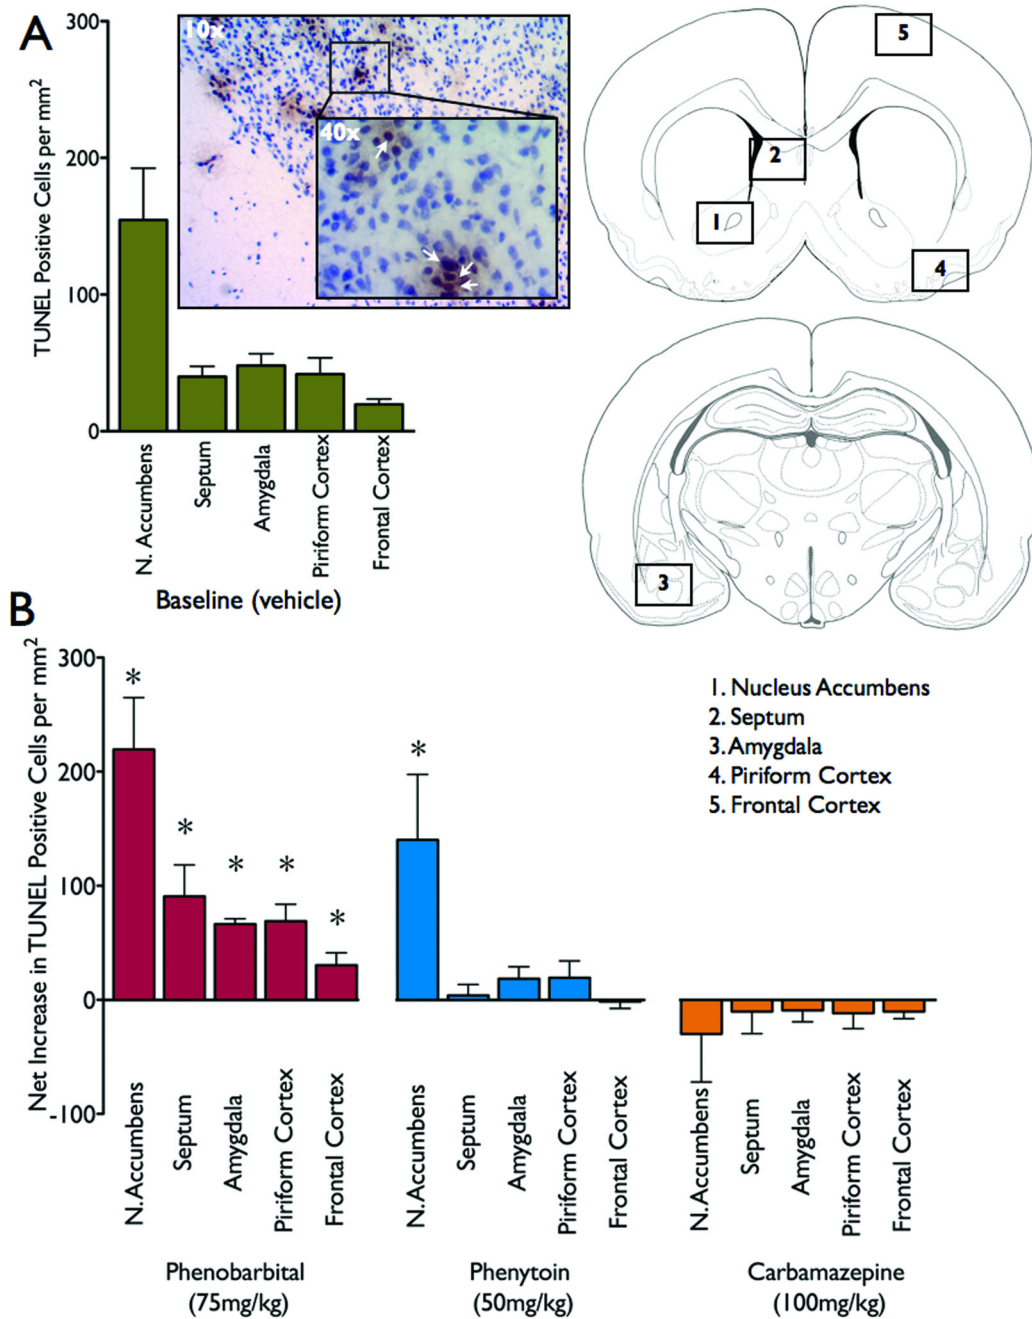 A
300
200
100
0
TUNEL Positive Cells per mm2
10x
40x
N. Accumbens
Septum
Amygdala
Piriform Cortex
Frontal Cortex
Baseline (vehicle)
5
2
1
4
3
1. Nucleus Accumbens
2. Septum
3. Amygdala
4. Piriform Cortex
5. Frontal Cortex
B
300
200
100
0
-100
Net Increase in TUNEL Positive Cells per mm2
*
*
*
*
*
*
N. Accumbens
Septum
Amygdala
Piriform Cortex
Frontal Cortex
Phenobarbital
(75mg/kg)
N. Accumbens
Septum
Amygdala
Piriform Cortex
Frontal Cortex
Phenytoin
(50mg/kg)
N. Accumbens
Septum
Amygdala
Piriform Cortex
Frontal Cortex
Carbamazepine
(100mg/kg)